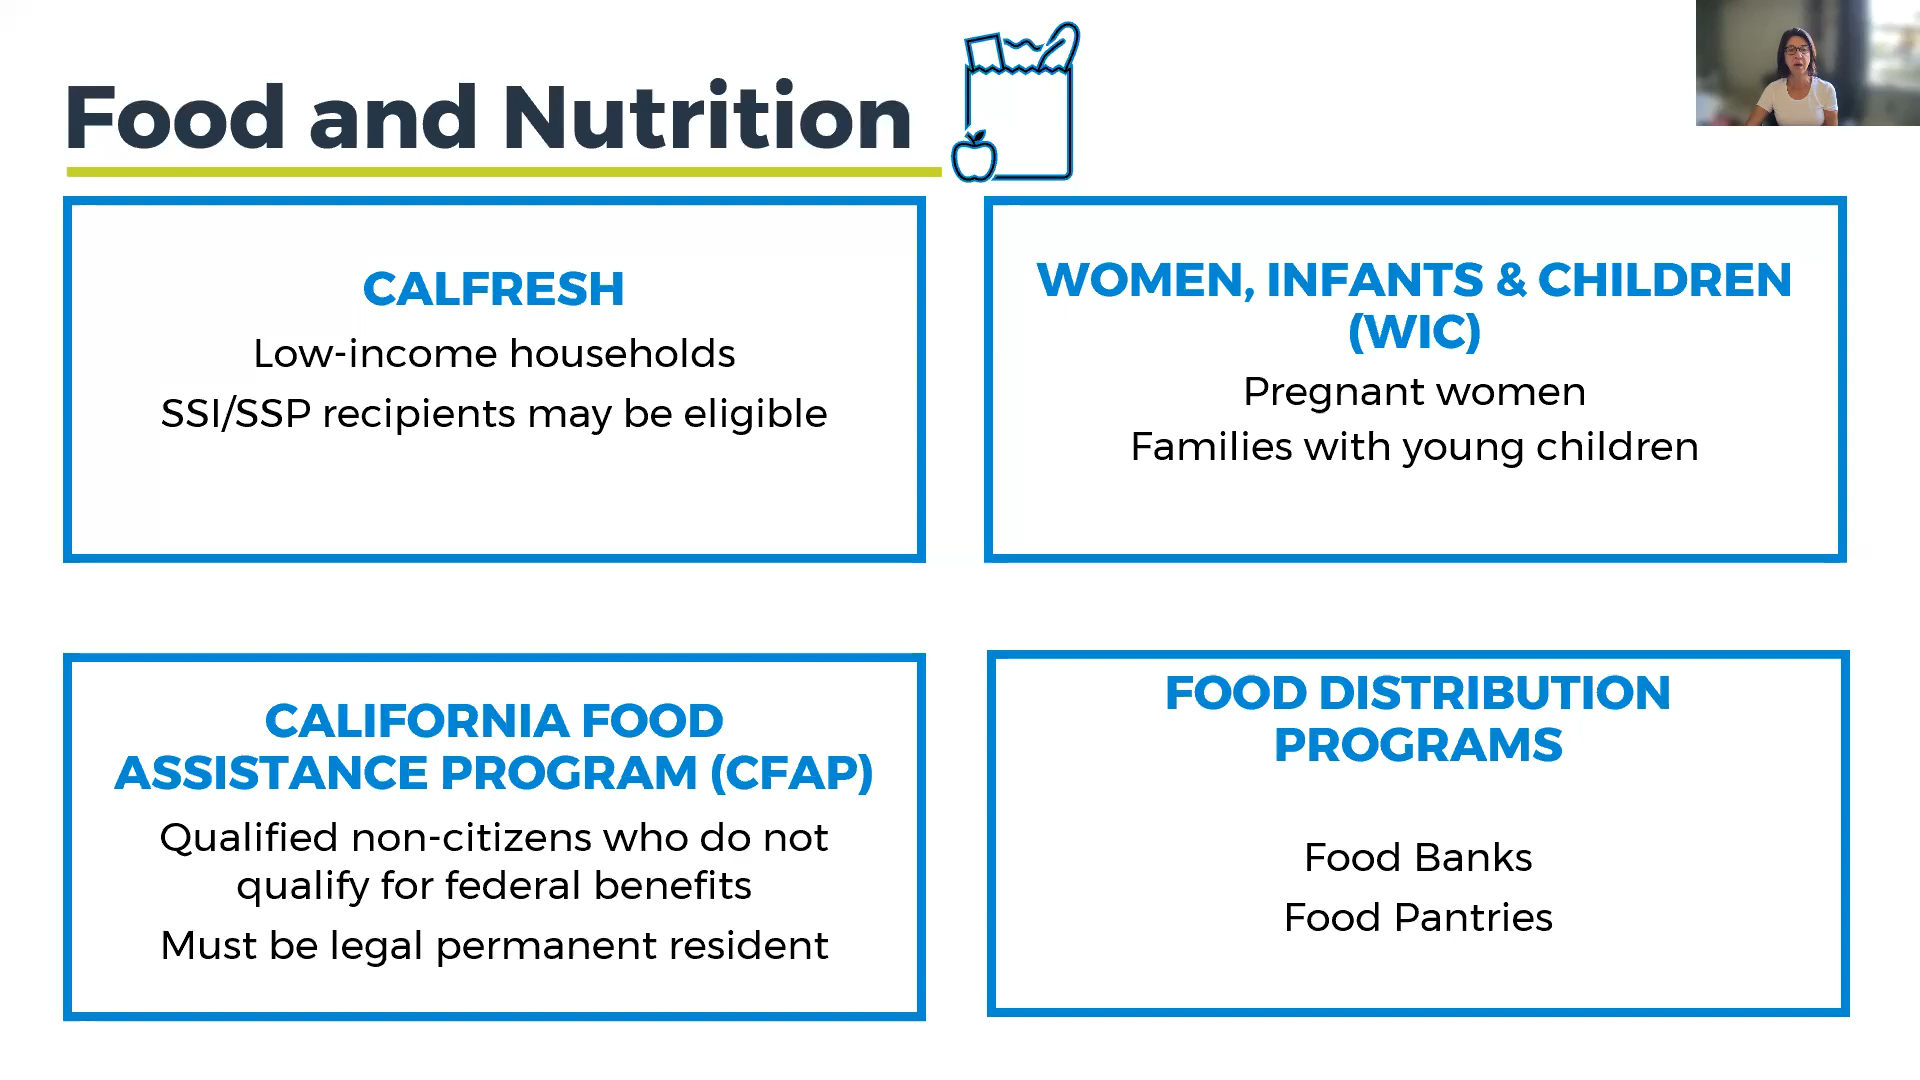 Food and Nutrition
CALFRESH
Low-income households
SSI/SSP recipients may be eligible
WOMEN, INFANTS & CHILDREN
(WIC)
Pregnant women
Families with young children
CALIFORNIA FOOD
ASSISTANCE PROGRAM (CFAP)
Qualified non-citizens who do not
qualify for federal benefits
Must be legal permanent resident
FOOD DISTRIBUTION
PROGRAMS
Food Banks
Food Pantries